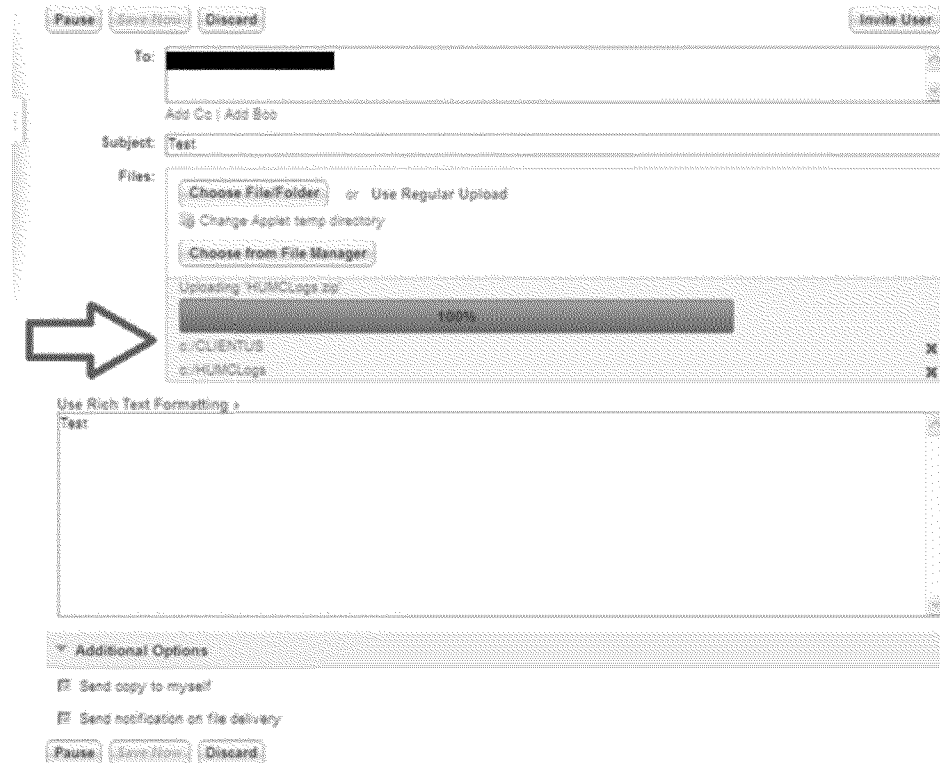 Pause Save Now Discard Invite User
To:
Add Cc | Add Bcc
Subject: Test
Files:
Choose File/Folder or Use Regular Upload
Change Applet temp directory
Choose from File Manager
Uploading 'HUMCLogs.zip'
100%
c:\CLIENTUS
c:\HUMCLogs
Use Rich Text Formatting »
Test
Additional Options
Send copy to myself
Send notification on file delivery
Pause Save Now Discard